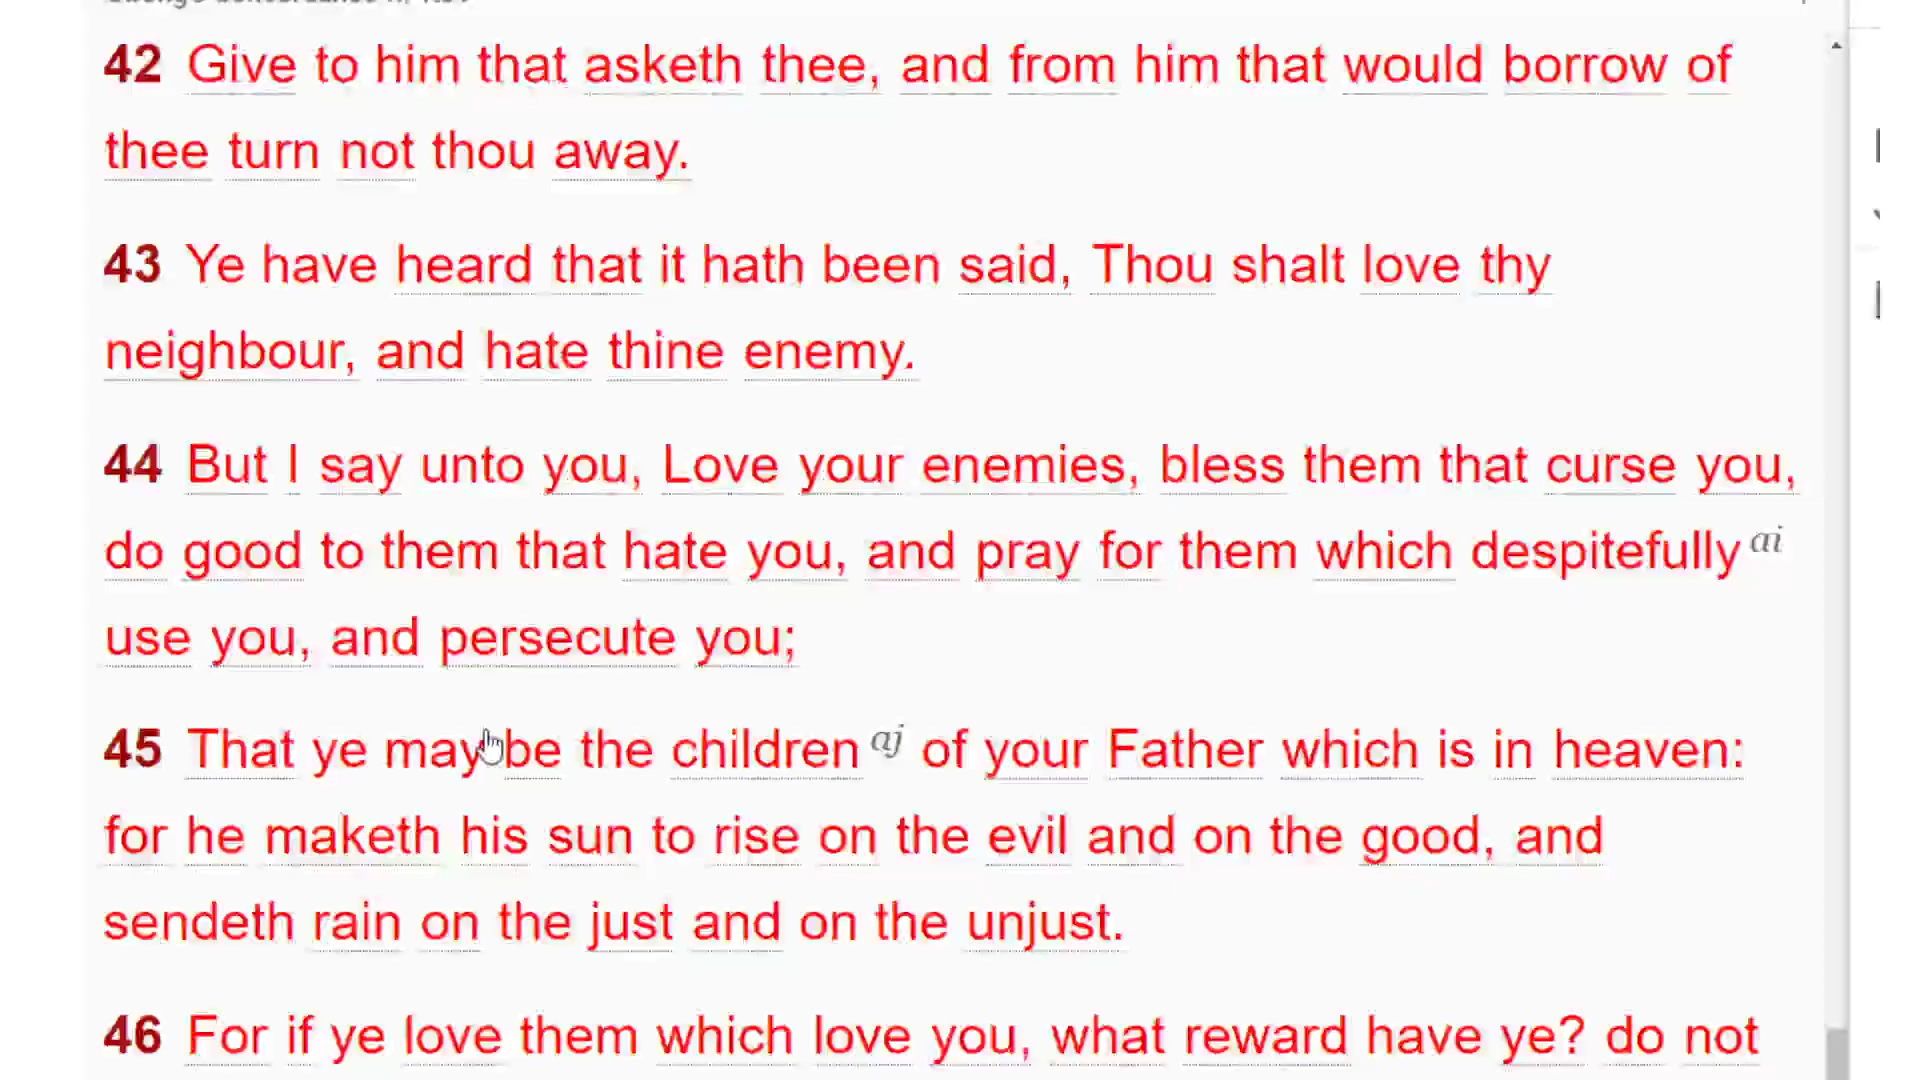 42 Give to him that asketh thee, and from him that would borrow of
thee turn not thou away.
43 Ye have heard that it hath been said, Thou shalt love thy
neighbour, and hate thine enemy.
44 But I say unto you, Love your enemies, bless them that curse you,
do good to them that hate you, and pray for them which despitefully ai
use you, and persecute you;
45 That ye may be the children aj of your Father which is in heaven:
for he maketh his sun to rise on the evil and on the good, and
sendeth rain on the just and on the unjust.
46 For if ye love them which love you, what reward have ye? do not